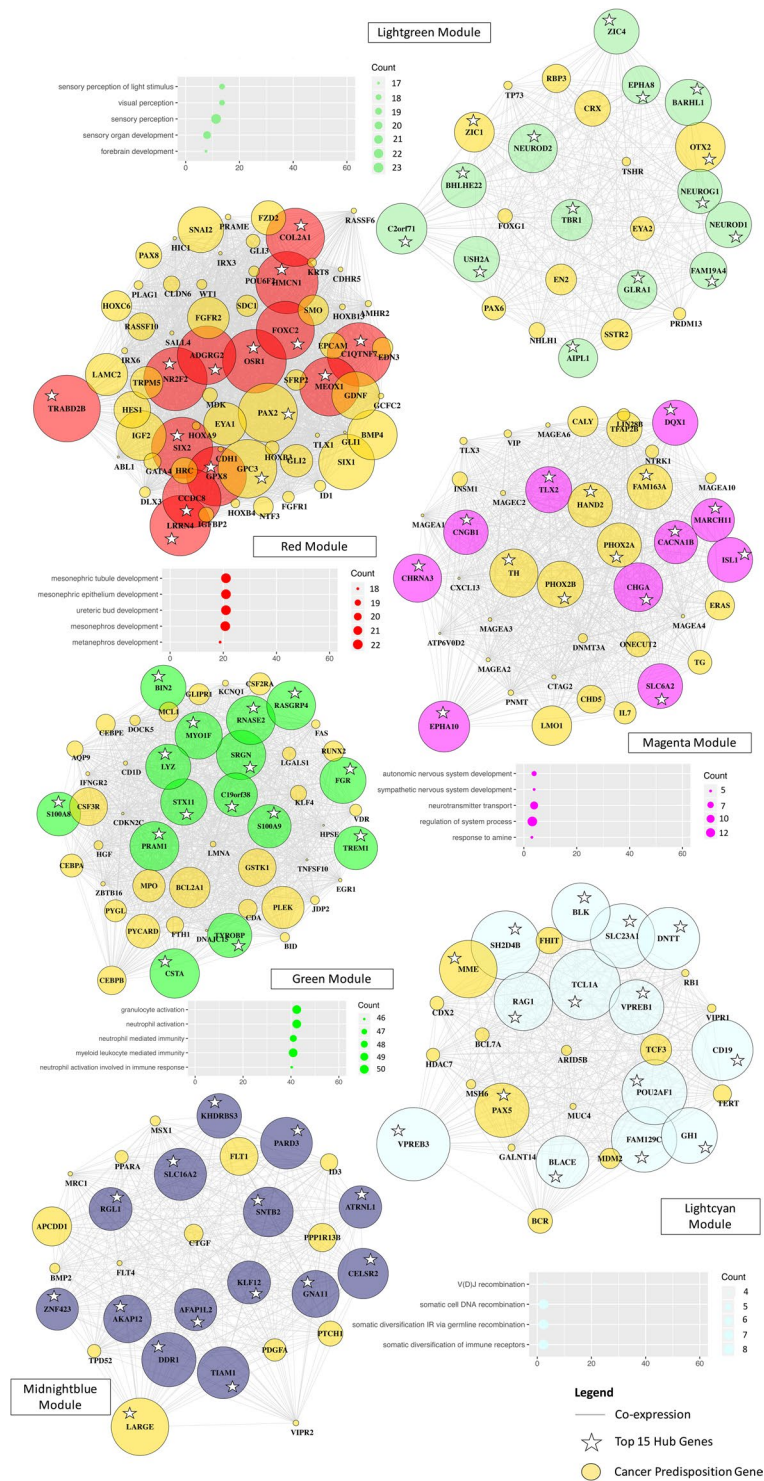 Lightgreen Module
ZIC4
Count
17
18
19
20
21
22
23
sensory perception of light stimulus
visual perception
sensory perception
sensory organ development
forebrain development
0
20
40
60
RBP3
EPHA8
TP73
BARHL1
CRX
ZIC1
OTX2
NEUROD2
TSHR
BHLHE22
NEUROG1
TBR1
C2orf71
FOXG1
EYA2
NEUROD1
USH2A
FAM19A4
EN2
GLRA1
PAX6
PRDM13
NHLH1
SSTR2
AIPL1
FZD2
RASSF6
PRAME
SNAI2
COL2A1
HIC1
GLI3
PAX8
IRX3
KRT8
CDHR5
POU6F2
HMCN1
PLAG1
CLDN6
WT1
HOXC6
SDC1
SMO
HOXB13
AMHR2
RASSF10
FGFR2
FOXC2
SALL4
EPCAM
C1QTNF7
EDN3
IRX6
ADGRG2
OSR1
LAMC2
TRPM5
NR2F2
SFRP2
MEOX1
GDNF
GCFC2
TRABD2B
HES1
MDK
PAX2
IGF2
HOXA9
EYA1
BMP4
SIX2
TLX1
GLI1
CDH1
HOXB3
ABL1
GATA4
HRC
GPX8
GPC3
GLI2
SIX1
DLX3
CCDC8
ID1
HOXB4
FGFR1
LRRN4
IGFBP2
NTF3
Red Module
mesonephric tubule development
mesonephric epithelium development
ureteric bud development
mesonephros development
metanephros development
0
20
40
60
Count
18
19
20
21
22
DQX1
CALY
LIN28B
TFAP2B
MAGEA6
VIP
TLX3
NTRK1
INSM1
TLX2
FAM163A
MAGEA10
MAGEC2
HAND2
MAGEA1
CNGB1
MARCH11
PHOX2A
CACNA1B
ISL1
CHRNA3
TH
CXCL13
PHOX2B
CHGA
ERAS
MAGEA3
MAGEA4
ATP6V0D2
DNMT3A
ONECUT2
MAGEA2
TG
CTAG2
SLC6A2
PNMT
CHD5
EPHA10
LMO1
IL7
Magenta Module
autonomic nervous system development
sympathetic nervous system development
neurotransmitter transport
regulation of system process
response to amine
0
20
40
60
Count
5
7
10
12
BIN2
KCNQ1
CSF2RA
GLIPR1
MCL1
RNASE2
RASGRP4
CEBPE
DOCK5
MYO1F
FAS
AQP9
SRGN
RUNX2
LYZ
LGALS1
IFNGR2
CD1D
FGR
STX11
C19orf38
KLF4
S100A8
CSF3R
CDKN2C
S100A9
VDR
HPSE
PRAM1
TREM1
HGF
LMNA
CEBPA
TNFSF10
GSTK1
ZBTB16
MPO
BCL2A1
EGR1
PYGL
PLEK
JDP2
CDA
PYCARD
FTH1
DNAJC15
TYROBP
BID
CEBPB
CSTA
Green Module
granulocyte activation
neutrophil activation
neutrophil mediated immunity
myeloid leukocyte mediated immunity
neutrophil activation involved in immune response
0
20
40
60
Count
46
47
48
49
50
BLK
SH2D4B
FHIT
SLC23A1
DNTT
MME
RAG1
TCL1A
VPREB1
RB1
CDX2
VIPR1
BCL7A
HDAC7
ARID5B
TCF3
CD19
MSH6
POU2AF1
TERT
PAX5
MUC4
VPREB3
GALNT14
BLACE
MDM2
FAM129C
GH1
BCR
Lightcyan
Module
V(D)J recombination
somatic cell DNA recombination
somatic diversification IR via germline recombination
somatic diversification of immune receptors
0
20
40
60
Count
4
5
6
7
8
KHDRBS3
MSX1
PARD3
FLT1
PPARA
SLC16A2
ID3
MRC1
RGL1
SNTB2
ATRNL1
APCDD1
CTGF
PPP1R13B
FLT4
BMP2
CELSR2
KLF12
GNA11
ZNF423
AKAP12
AFAP1L2
PTCH1
TPD52
DDR1
PDGFA
TIAM1
LARGE
VIPR2
Midnightblue
Module
Legend
Co-expression
Top 15 Hub Genes
Cancer Predisposition Gene